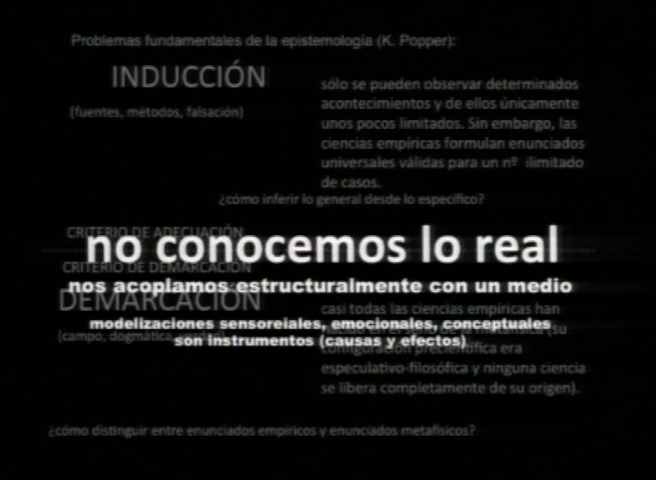 Problemas fundamentales de la epistemología (K. Popper):
INDUCCIÓN
(fuentes, métodos, falsación)
sólo se pueden observar determinados
acontecimientos y de ellos únicamente
unos pocos limitados. Sin embargo, las
ciencias empíricas formulan enunciados
universales válidas para un nº ilimitado
de casos.
¿cómo inferir lo general desde lo específico?
CRITERIO DE ADECUACIÓN
no conocemos lo real
CRITERIO DE DEMARCACIÓN
nos acoplamos estructuralmente con un medio
DEMARCACIÓN
casi todas las ciencias empíricas han
modelizaciones sensoreiales, emocionales, conceptuales
(campo, dogmática
(su
son instrumentos (causas y efectos)
configuración precientífica era
especulativo-filosófica y ninguna ciencia
se libera completamente de su origen).
¿cómo distinguir entre enunciados empíricos y enunciados metafísicos?